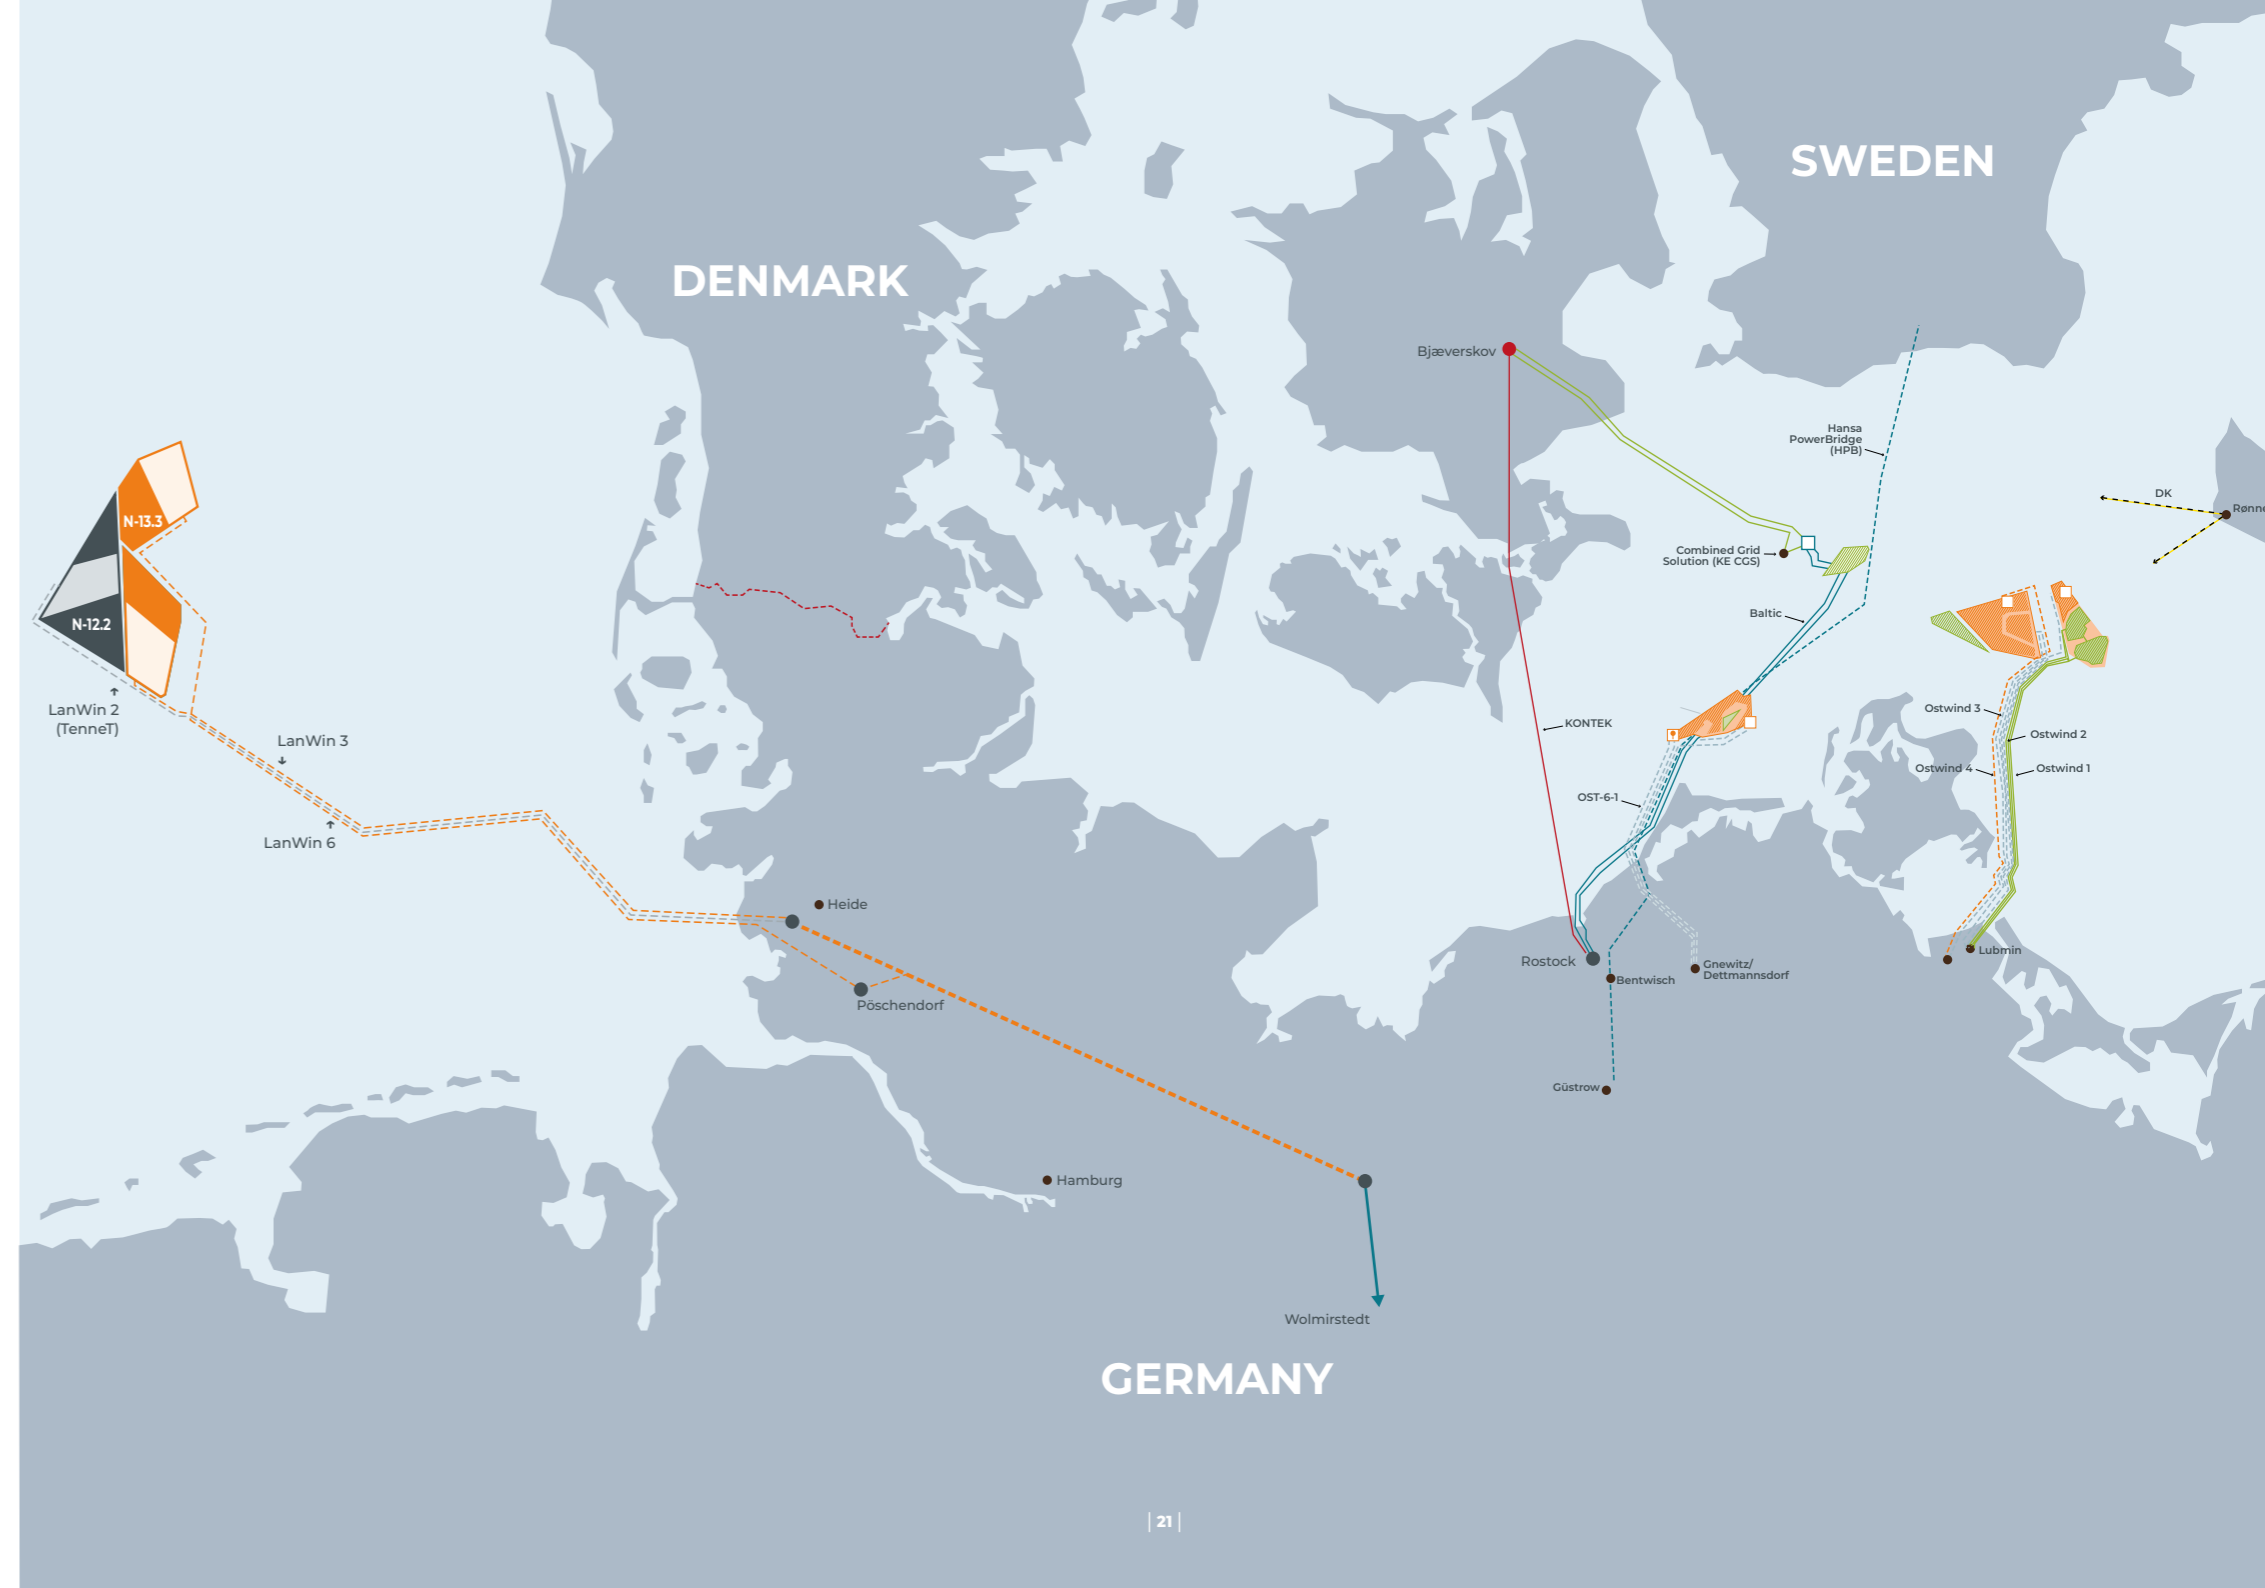 SWEDEN
DENMARK
Bjæverskov
Hansa
PowerBridge
(HPB)
DK
Rønne
N-13.3
Combined Grid
Solution (KE CGS)
Baltic
N-12.2
LanWin 2
(TenneT)
LanWin 3
LanWin 6
KONTEK
OST-6-1
Ostwind 3
Ostwind 2
Ostwind 4
Ostwind 1
Heide
Pöschendorf
Rostock
Bentwisch
Gnewitz/
Dettmannsdorf
Lubmin
Güstrow
Hamburg
Wolmirstedt
GERMANY
| 21 |